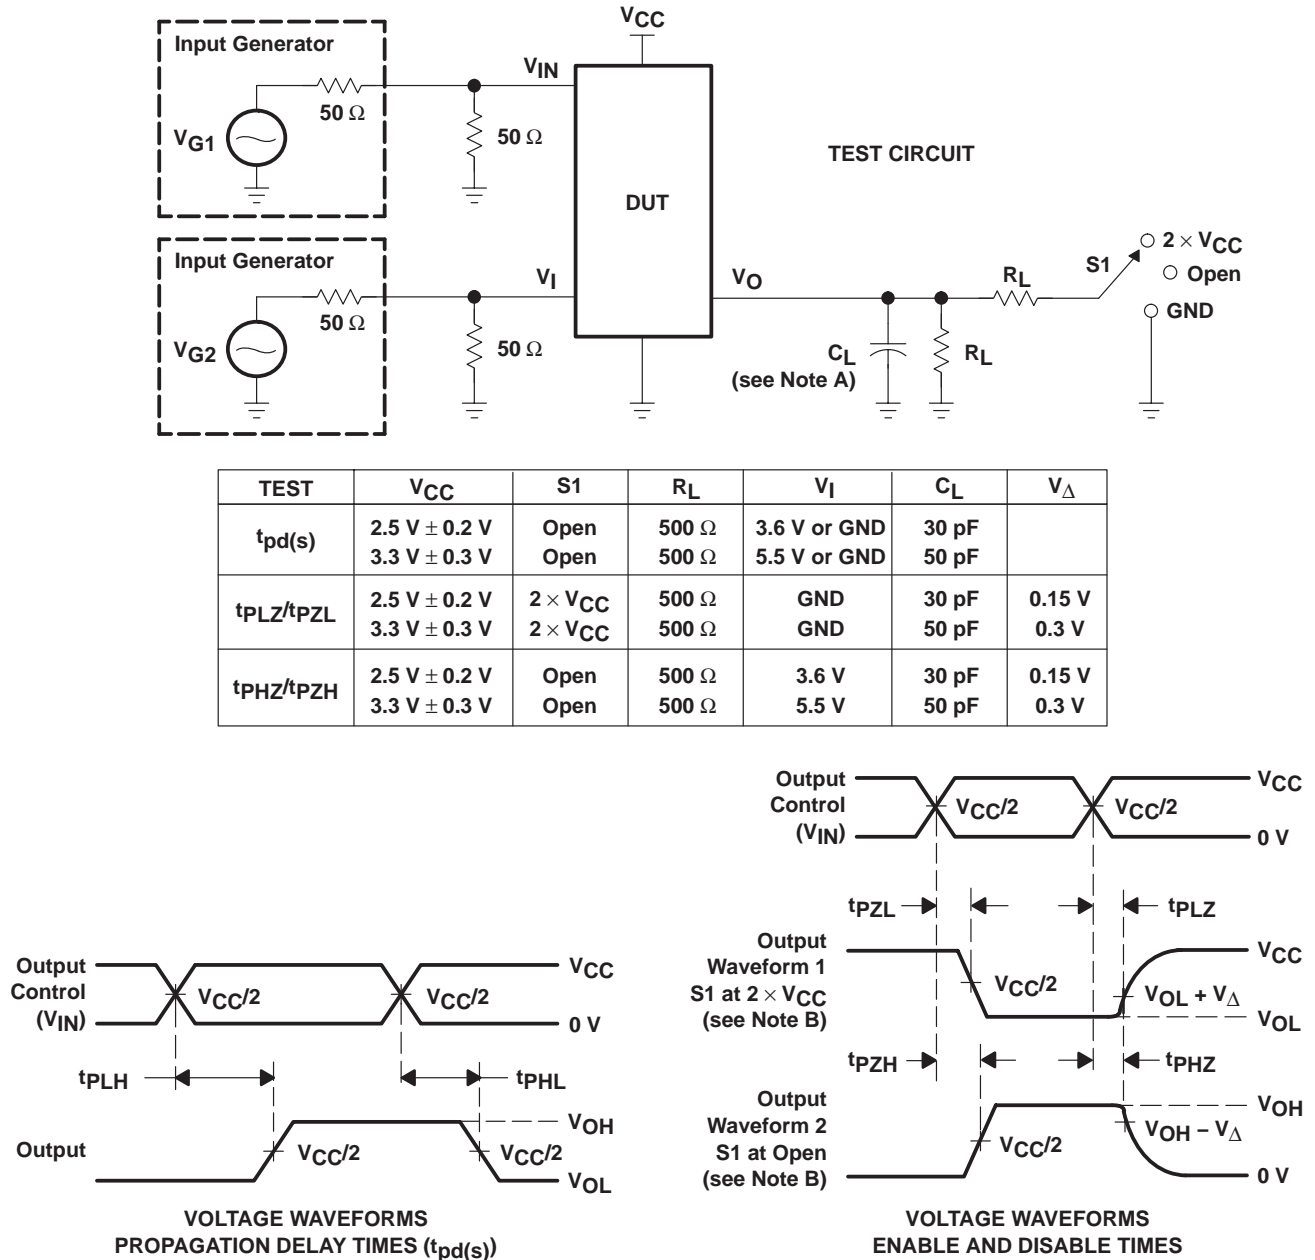 VCC
Input Generator
VIN
50 Ω
VG1
50 Ω
TEST CIRCUIT
DUT
Input Generator
VI
50 Ω
VG2
50 Ω
VO
CL
(see Note A)
RL
RL
S1
2 × VCC
Open
GND
TEST VCC S1 RL VI CL VΔ
tpd(s) 2.5 V ± 0.2 V Open 500 Ω 3.6 V or GND 30 pF
3.3 V ± 0.3 V Open 500 Ω 5.5 V or GND 50 pF
tPLZ/tPZL 2.5 V ± 0.2 V 2 × VCC 500 Ω GND 30 pF 0.15 V
3.3 V ± 0.3 V 2 × VCC 500 Ω GND 50 pF 0.3 V
tPHZ/tPZH 2.5 V ± 0.2 V Open 500 Ω 3.6 V 30 pF 0.15 V
3.3 V ± 0.3 V Open 500 Ω 5.5 V 50 pF 0.3 V
Output
Control
(VIN)
VCC/2
VCC/2
VCC
0 V
tPLH
tPHL
Output
VCC/2
VCC/2
VOH
VOL
VOLTAGE WAVEFORMS
PROPAGATION DELAY TIMES (tpd(s))
Output
Control
(VIN)
VCC/2
VCC/2
VCC
0 V
tPZL
tPLZ
Output
Waveform 1
S1 at 2 × VCC
(see Note B)
VCC/2
VCC
VOL + VΔ
VOL
tPZH
tPHZ
Output
Waveform 2
S1 at Open
(see Note B)
VCC/2
VOH
VOH − VΔ
0 V
VOLTAGE WAVEFORMS
ENABLE AND DISABLE TIMES